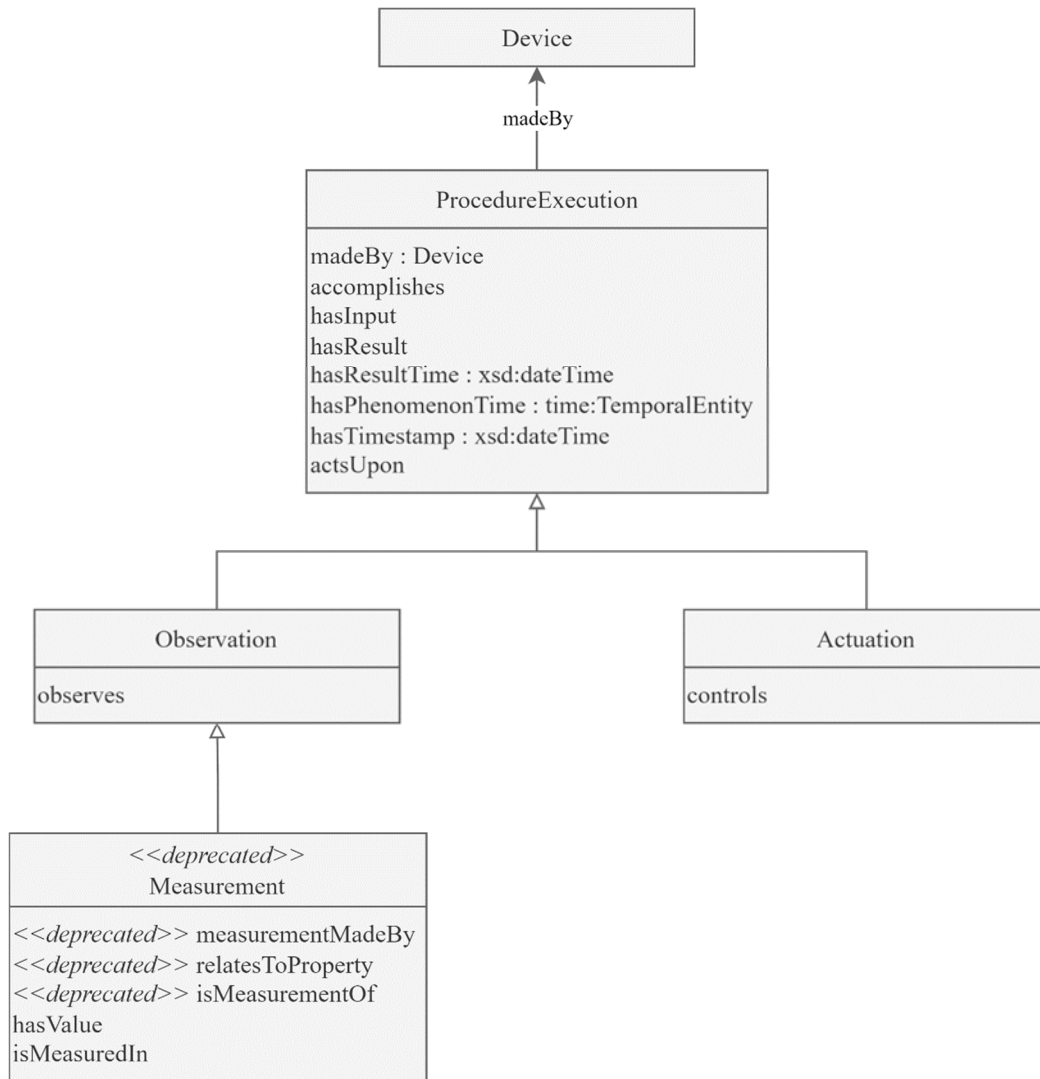 Device
madeBy
ProcedureExecution
madeBy : Device
accomplishes
hasInput
hasResult
hasResultTime : xsd:dateTime
hasPhenomenonTime : time:TemporalEntity
hasTimestamp : xsd:dateTime
actsUpon
Observation
observes
Actuation
controls
<<deprecated>>
Measurement
<<deprecated>> measurementMadeBy
<<deprecated>> relatesToProperty
<<deprecated>> isMeasurementOf
hasValue
isMeasuredIn